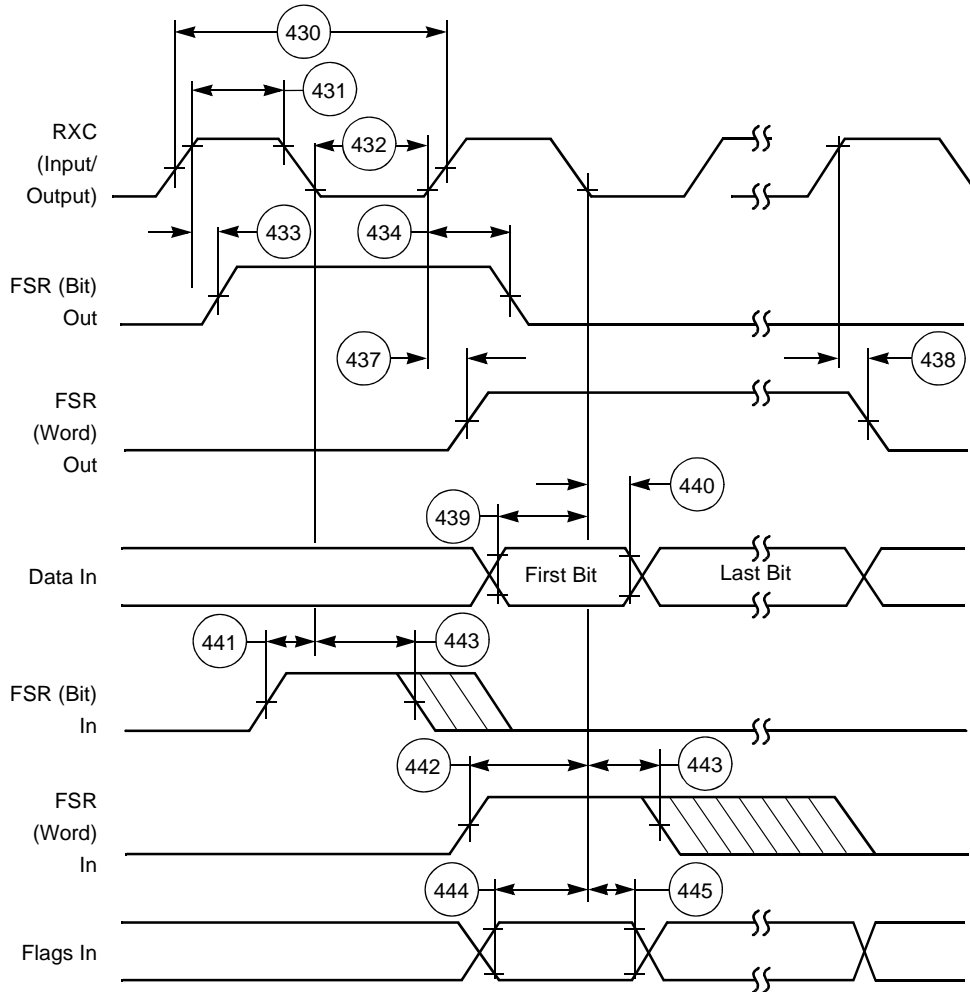 430
431
RXC
(Input/
Output)
432
433
434
FSR (Bit)
Out
437
438
FSR
(Word)
Out
440
439
Data In
First Bit
Last Bit
441
443
FSR (Bit)
In
442
443
FSR
(Word)
In
444
445
Flags In